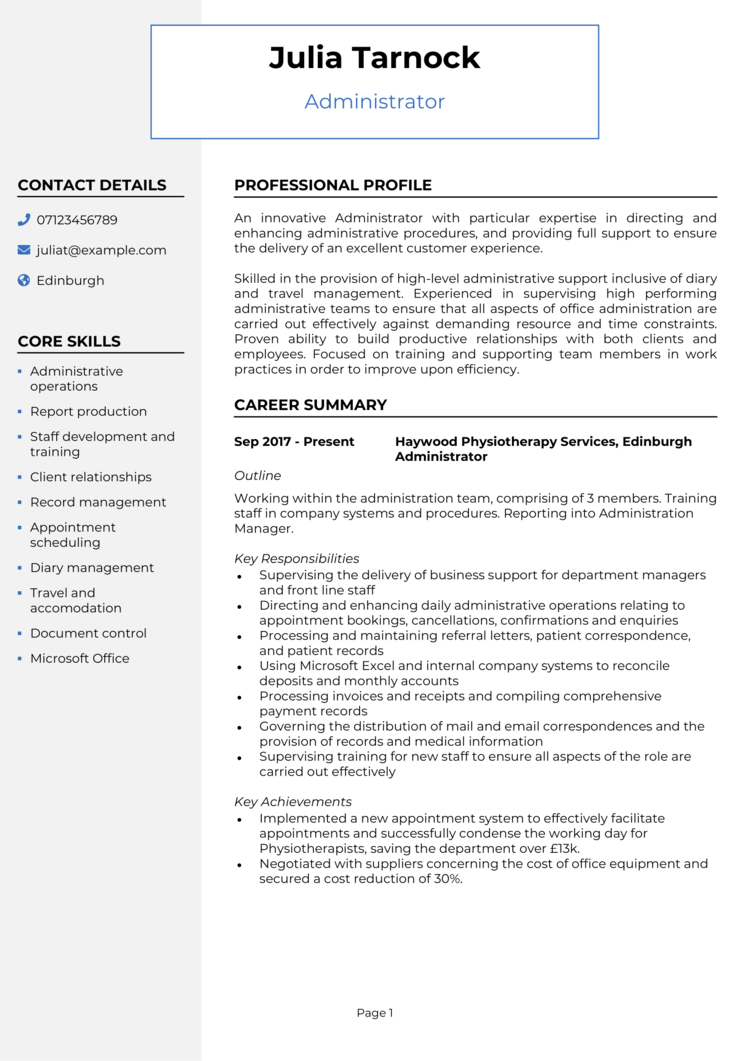 Julia Tarnock
Administrator
CONTACT DETAILS
07123456789
juliat@example.com
Edinburgh
CORE SKILLS
Administrative
operations
Report production
Staff development and
training
Client relationships
Record management
Appointment
scheduling
Diary management
Travel and
accomodation
Document control
Microsoft Office
PROFESSIONAL PROFILE
An innovative Administrator with particular expertise in directing and
enhancing administrative procedures, and providing full support to ensure
the delivery of an excellent customer experience.
Skilled in the provision of high-level administrative support inclusive of diary
and travel management. Experienced in supervising high performing
administrative teams to ensure that all aspects of office administration are
carried out effectively against demanding resource and time constraints.
Proven ability to build productive relationships with both clients and
employees. Focused on training and supporting team members in work
practices in order to improve upon efficiency.
CAREER SUMMARY
Sep 2017 - Present Haywood Physiotherapy Services, Edinburgh
Administrator
Outline
Working within the administration team, comprising of 3 members. Training
staff in company systems and procedures. Reporting into Administration
Manager.
Key Responsibilities
• Supervising the delivery of business support for department managers
and front line staff
• Directing and enhancing daily administrative operations relating to
appointment bookings, cancellations, confirmations and enquiries
• Processing and maintaining referral letters, patient correspondence,
and patient records
• Using Microsoft Excel and internal company systems to reconcile
deposits and monthly accounts
• Processing invoices and receipts and compiling comprehensive
payment records
• Governing the distribution of mail and email correspondences and the
provision of records and medical information
• Supervising training for new staff to ensure all aspects of the role are
carried out effectively
Key Achievements
• Implemented a new appointment system to effectively facilitate
appointments and successfully condense the working day for
Physiotherapists, saving the department over £13k.
• Negotiated with suppliers concerning the cost of office equipment and
secured a cost reduction of 30%.
Page 1